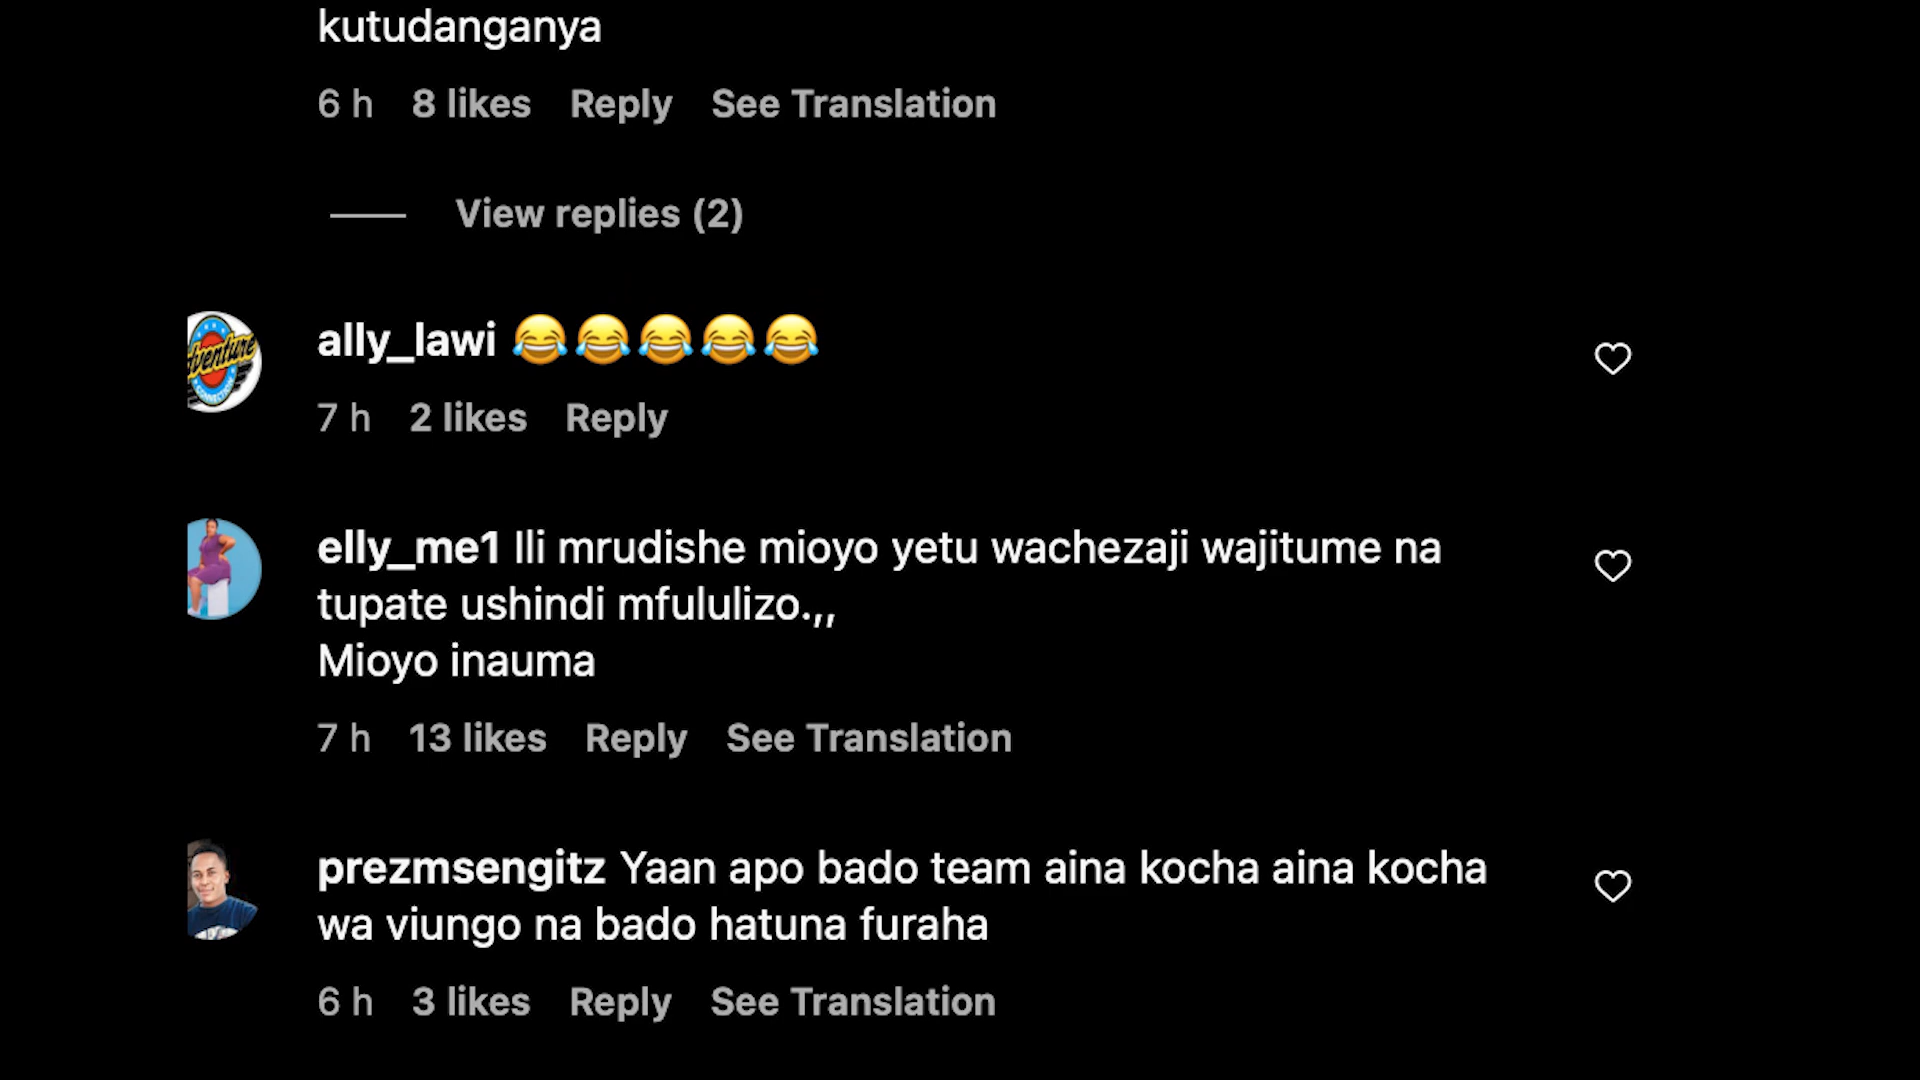 kutudanganya
6 h 8 likes Reply See Translation
View replies (2)
ally_lawi 😂😂😂😂😂
7 h 2 likes Reply
elly_me1 Ili mrudishe mioyo yetu wachezaji wajitume na
tupate ushindi mfululizo.,,
Mioyo inauma
7 h 13 likes Reply See Translation
prezmsengitz Yaan apo bado team aina kocha aina kocha
wa viungo na bado hatuna furaha
6 h 3 likes Reply See Translation